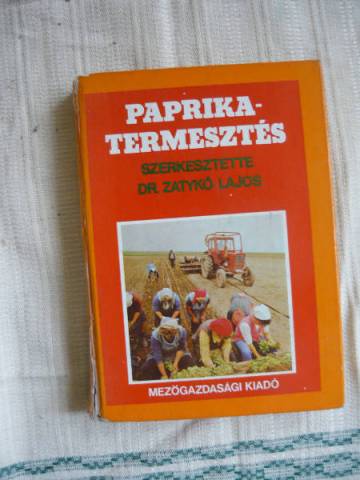 PAPRIKA-
TERMESZTÉS
SZERKESZTETTE
DR. ZATYKÓ LAJOS
MEZŐGAZDASÁGI KIADÓ